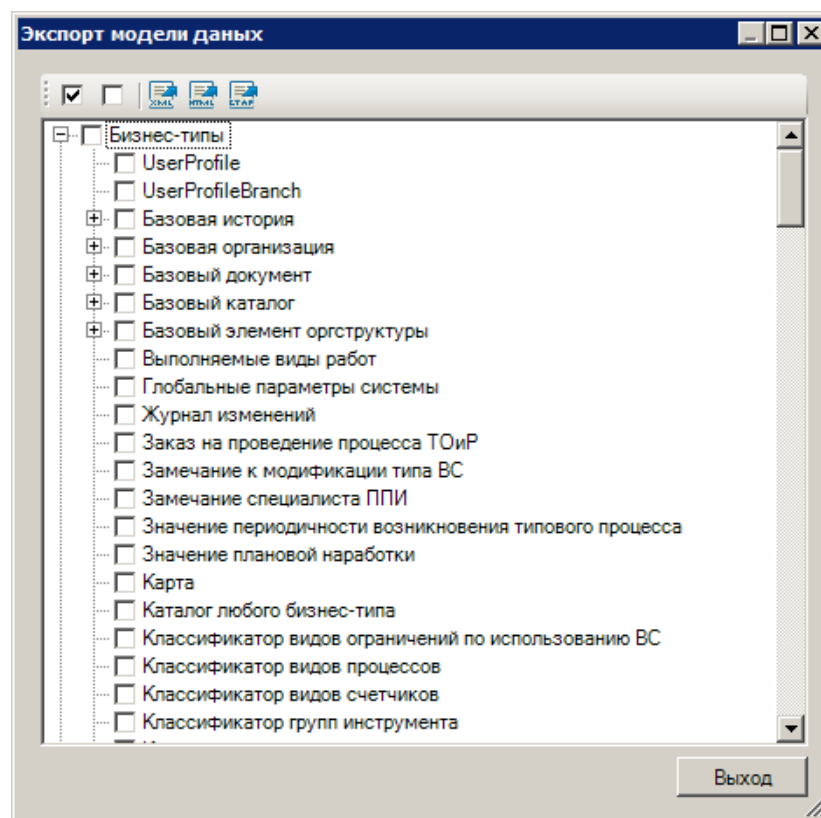 Экспорт модели данных
XML HTML
Бизнес-типы
UserProfile
UserProfileBranch
Базовая история
Базовая организация
Базовый документ
Базовый каталог
Базовый элемент оргструктуры
Выполняемые виды работ
Глобальные параметры системы
Журнал изменений
Заказ на проведение процесса ТОиР
Замечание к модификации типа ВС
Замечание специалиста ППИ
Значение периодичности возникновения типового процесса
Значение плановой наработки
Карта
Каталог любого бизнес-типа
Классификатор видов ограничений по использованию ВС
Классификатор видов процессов
Классификатор видов счетчиков
Классификатор групп инструмента
Выход